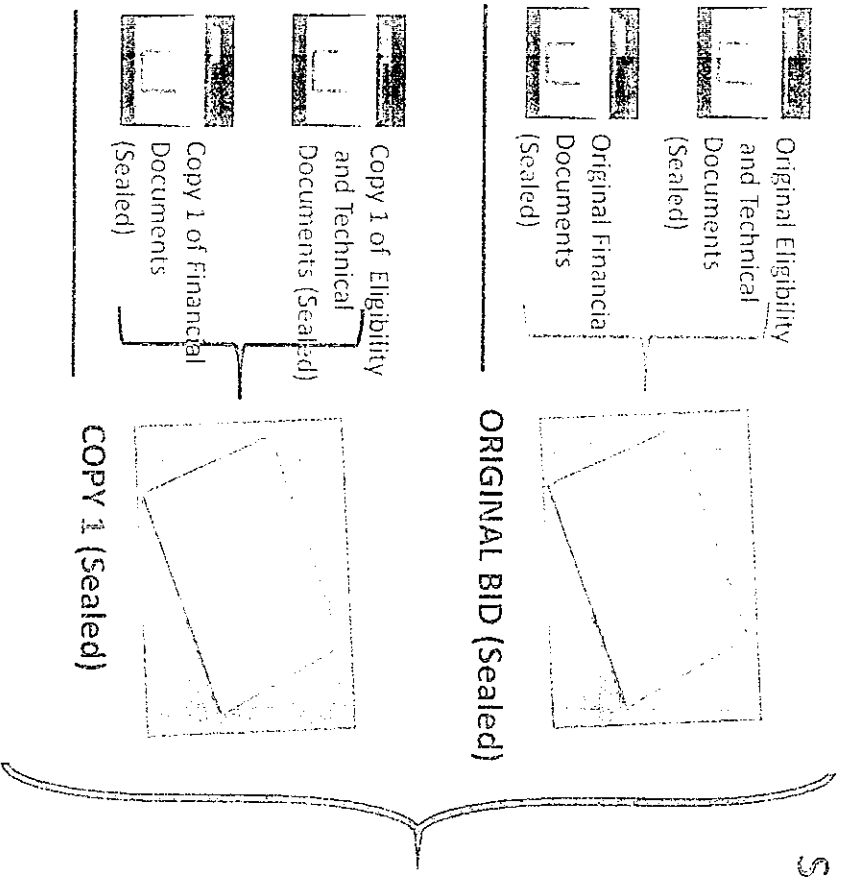 S
Original Eligibility
and Technical
Documents
(Sealed)
Original Financia
Documents
(Sealed)
ORIGINAL BID (Sealed)
Copy 1 of Eligibility
and Technical
Documents (Sealed)
Copy 1 of Financial
Documents
(Sealed)
COPY 1 (Sealed)